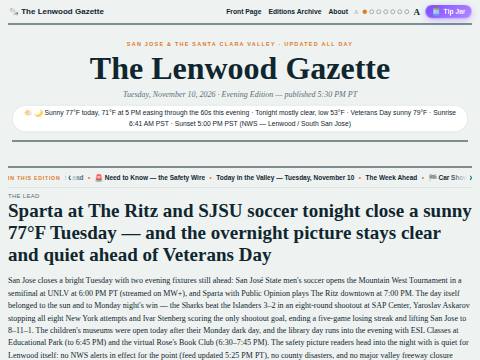 🗞️ The Lenwood Gazette Front Page Editions Archive About A A Tip Jar
SAN JOSE & THE SANTA CLARA VALLEY · UPDATED ALL DAY
The Lenwood Gazette
Tuesday, November 10, 2026 · Evening Edition — published 5:30 PM PT
☀️ 🌙 Sunny 77°F today, 71°F at 5 PM easing through the 60s this evening · Tonight mostly clear, low 53°F · Veterans Day sunny 79°F · Sunrise
6:41 AM PST · Sunset 5:00 PM PST (NWS — Lenwood / South San Jose)
IN THIS EDITION ‹ ead • 🚨 Need to Know — the Safety Wire • Today in the Valley — Tuesday, November 10 • The Week Ahead • 🏁 Car Show ›
THE LEAD
Sparta at The Ritz and SJSU soccer tonight close a sunny
77°F Tuesday — and the overnight picture stays clear
and quiet ahead of Veterans Day
San Jose closes a bright Tuesday with two evening fixtures still ahead: San José State men's soccer opens the Mountain West Tournament in a
semifinal at UNLV at 6:00 PM PT (streamed on MW+), and Sparta with Public Opinion plays The Ritz downtown at 7:00 PM. The day itself
belonged to the sun and to Monday night's win — the Sharks beat the Islanders 3–2 in an eight-round shootout at SAP Center, Yaroslav Askarov
stopping all eight New York attempts and Ivar Stenberg scoring the only shootout goal, ending a five-game losing streak and lifting San Jose to
8–11–1. The children's museums were open today after their Monday dark day, and the library day runs into the evening with ESL Classes at
Educational Park (to 6:45 PM) and the virtual Rose's Book Club (6:30–7:45 PM). The safety picture readers head into the night with is quiet for
Lenwood itself: no NWS alerts in effect for the point (feed updated 5:25 PM PT), no county disasters, and no major valley freeway closure